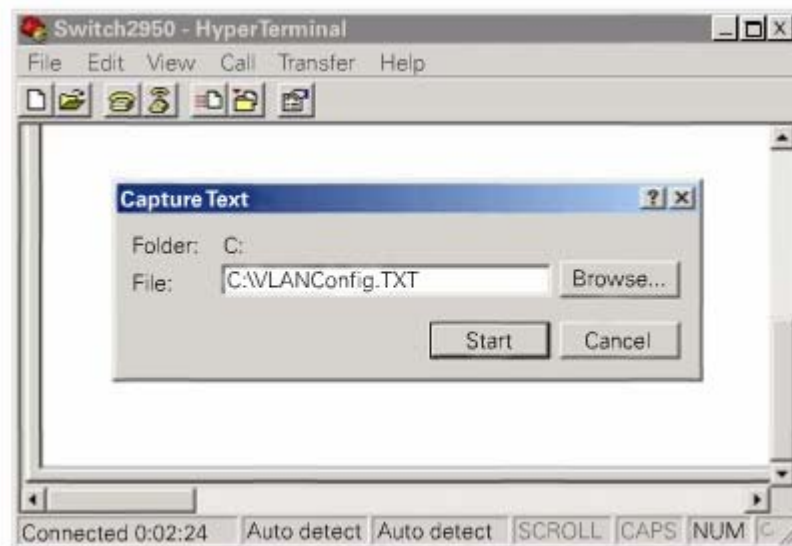 Switch2950 - HyperTerminal
File Edit View Call Transfer Help
Capture Text
Folder: C:
File: C:\VLANConfig.TXT Browse...
Start Cancel
Connected 0:02:24 Auto detect Auto detect SCROLL CAPS NUM